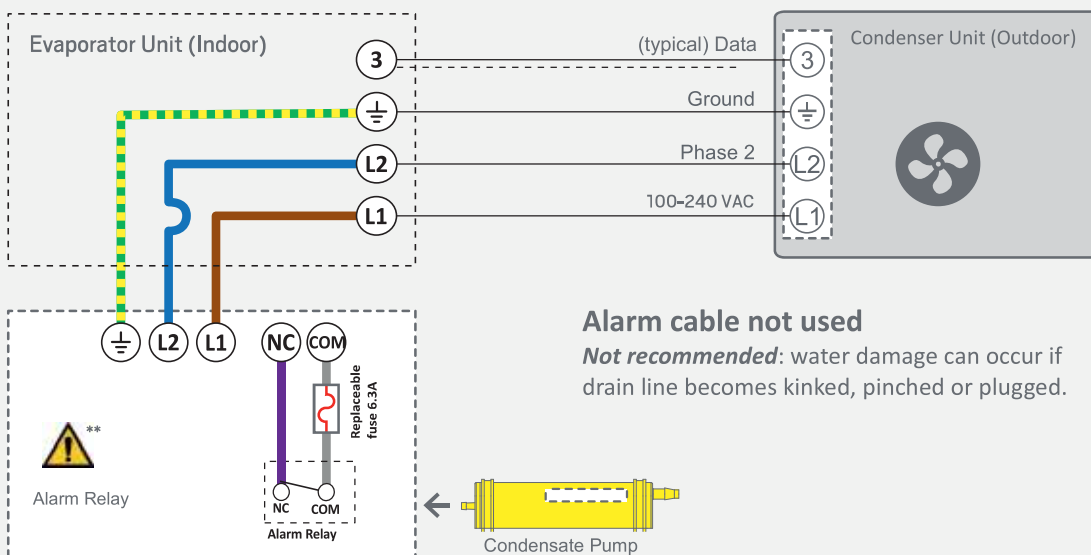 Evaporator Unit (Indoor)
(typical) Data
Condenser Unit (Outdoor)
3
3
Ground
L2
Phase 2
L2
L1
100-240 VAC
L1
L2
L1
NC
COM
Replaceable
fuse 6.3A
**
Alarm Relay
NC
COM
Alarm Relay
Alarm cable not used
Not recommended: water damage can occur if
drain line becomes kinked, pinched or plugged.
Condensate Pump